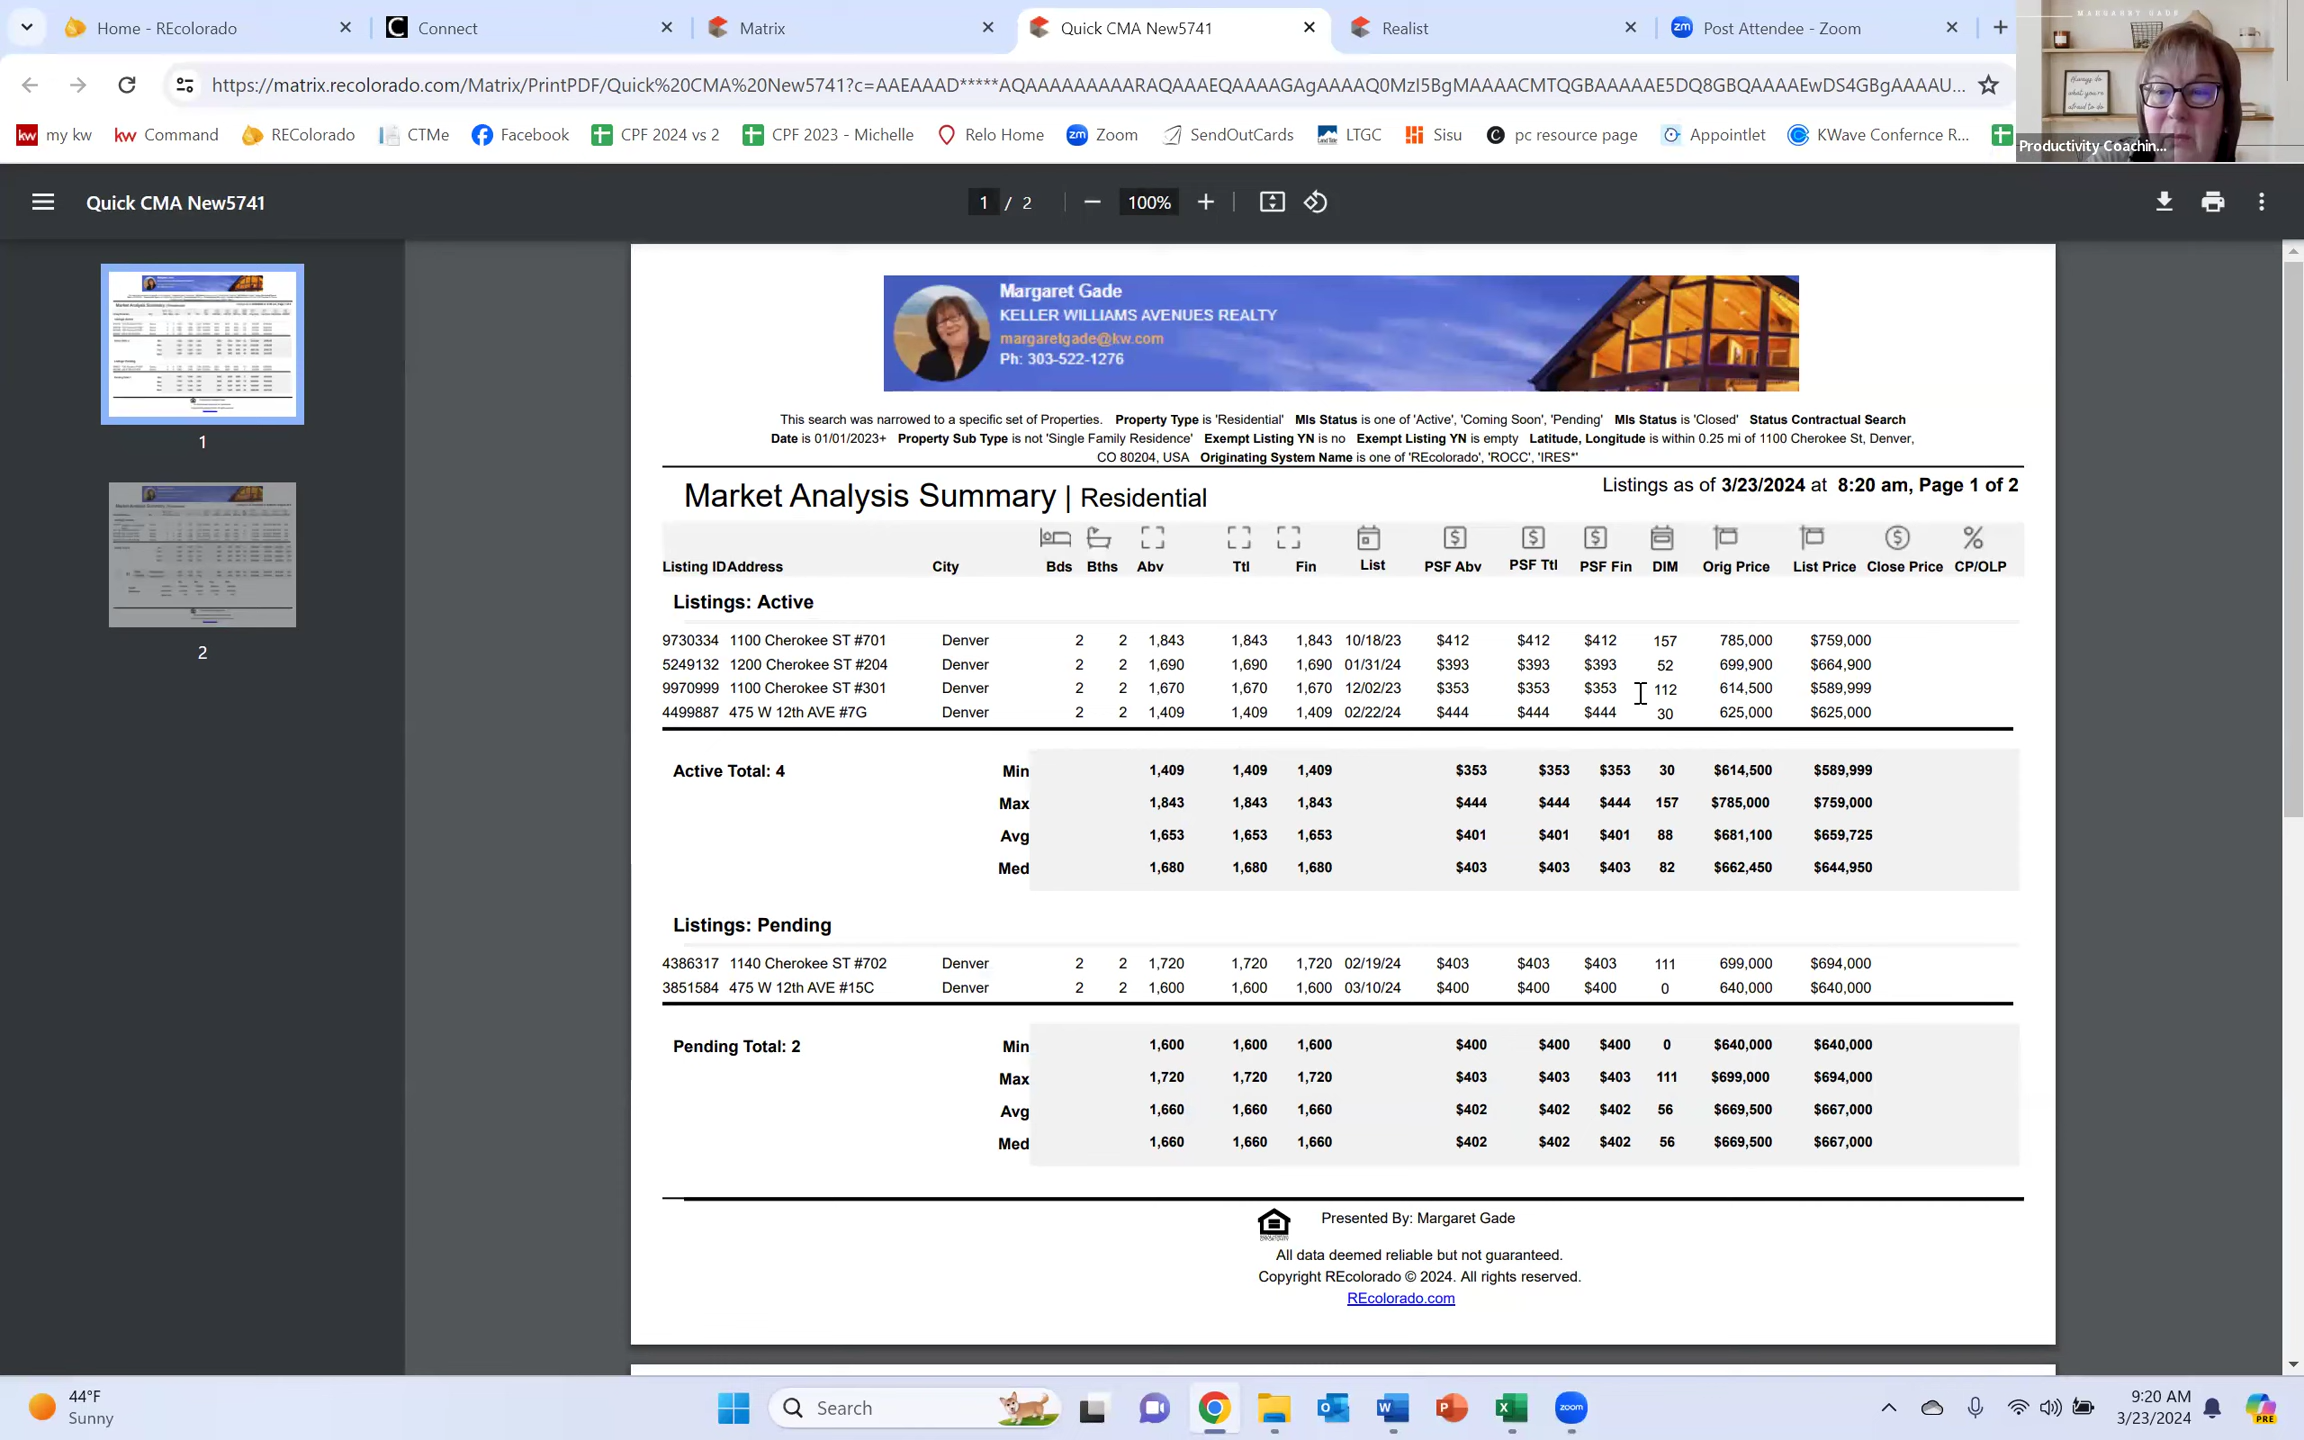 Home - REcolorado
Connect
Matrix
Quick CMA New5741
Realist
zm Post Attendee - Zoom
https://matrix.recolorado.com/Matrix/PrintPDF/Quick%20CMA%20New5741?c=AAEAAAD*****AQAAAAAAAAARAQAAAEQAAAAGAgAAAAQ0MzI5BgMAAAACMTQGBAAAAAE5DQ8GBQAAAAEwDS4GBgAAAAU...
kw my kw
kw Command
REColorado
CTMe
Facebook
CPF 2024 vs 2
CPF 2023 - Michelle
Relo Home
zm Zoom
SendOutCards
LTGC
Sisu
pc resource page
Appointlet
KWave Confernce R...
MARGARET GADE
Productivity Coachin...
Quick CMA New5741
1 / 2
100%
1
2
Margaret Gade
KELLER WILLIAMS AVENUES REALTY
margaretgade@kw.com
Ph: 303-522-1276
This search was narrowed to a specific set of Properties. Property Type is 'Residential' Mls Status is one of 'Active', 'Coming Soon', 'Pending' Mls Status is 'Closed' Status Contractual Search
Date is 01/01/2023+ Property Sub Type is not 'Single Family Residence' Exempt Listing YN is no Exempt Listing YN is empty Latitude, Longitude is within 0.25 mi of 1100 Cherokee St, Denver,
CO 80204, USA Originating System Name is one of 'REcolorado', 'ROCC', 'IRES*'
Market Analysis Summary | Residential
Listings as of 3/23/2024 at 8:20 am, Page 1 of 2
Listing ID Address City Bds Bths Abv Ttl Fin List PSF Abv PSF Ttl PSF Fin DIM Orig Price List Price Close Price CP/OLP
Listings: Active
9730334 1100 Cherokee ST #701 Denver 2 2 1,843 1,843 1,843 10/18/23 $412 $412 $412 157 785,000 $759,000
5249132 1200 Cherokee ST #204 Denver 2 2 1,690 1,690 1,690 01/31/24 $393 $393 $393 52 699,900 $664,900
9970999 1100 Cherokee ST #301 Denver 2 2 1,670 1,670 1,670 12/02/23 $353 $353 $353 112 614,500 $589,999
4499887 475 W 12th AVE #7G Denver 2 2 1,409 1,409 1,409 02/22/24 $444 $444 $444 30 625,000 $625,000
Active Total: 4 Min 1,409 1,409 1,409 $353 $353 $353 30 $614,500 $589,999
Max 1,843 1,843 1,843 $444 $444 $444 157 $785,000 $759,000
Avg 1,653 1,653 1,653 $401 $401 $401 88 $681,100 $659,725
Med 1,680 1,680 1,680 $403 $403 $403 82 $662,450 $644,950
Listings: Pending
4386317 1140 Cherokee ST #702 Denver 2 2 1,720 1,720 1,720 02/19/24 $403 $403 $403 111 699,000 $694,000
3851584 475 W 12th AVE #15C Denver 2 2 1,600 1,600 1,600 03/10/24 $400 $400 $400 0 640,000 $640,000
Pending Total: 2 Min 1,600 1,600 1,600 $400 $400 $400 0 $640,000 $640,000
Max 1,720 1,720 1,720 $403 $403 $403 111 $699,000 $694,000
Avg 1,660 1,660 1,660 $402 $402 $402 56 $669,500 $667,000
Med 1,660 1,660 1,660 $402 $402 $402 56 $669,500 $667,000
Presented By: Margaret Gade
All data deemed reliable but not guaranteed.
Copyright REcolorado © 2024. All rights reserved.
REcolorado.com
44°F
Sunny
Search
zoom
9:20 AM
3/23/2024
PRE